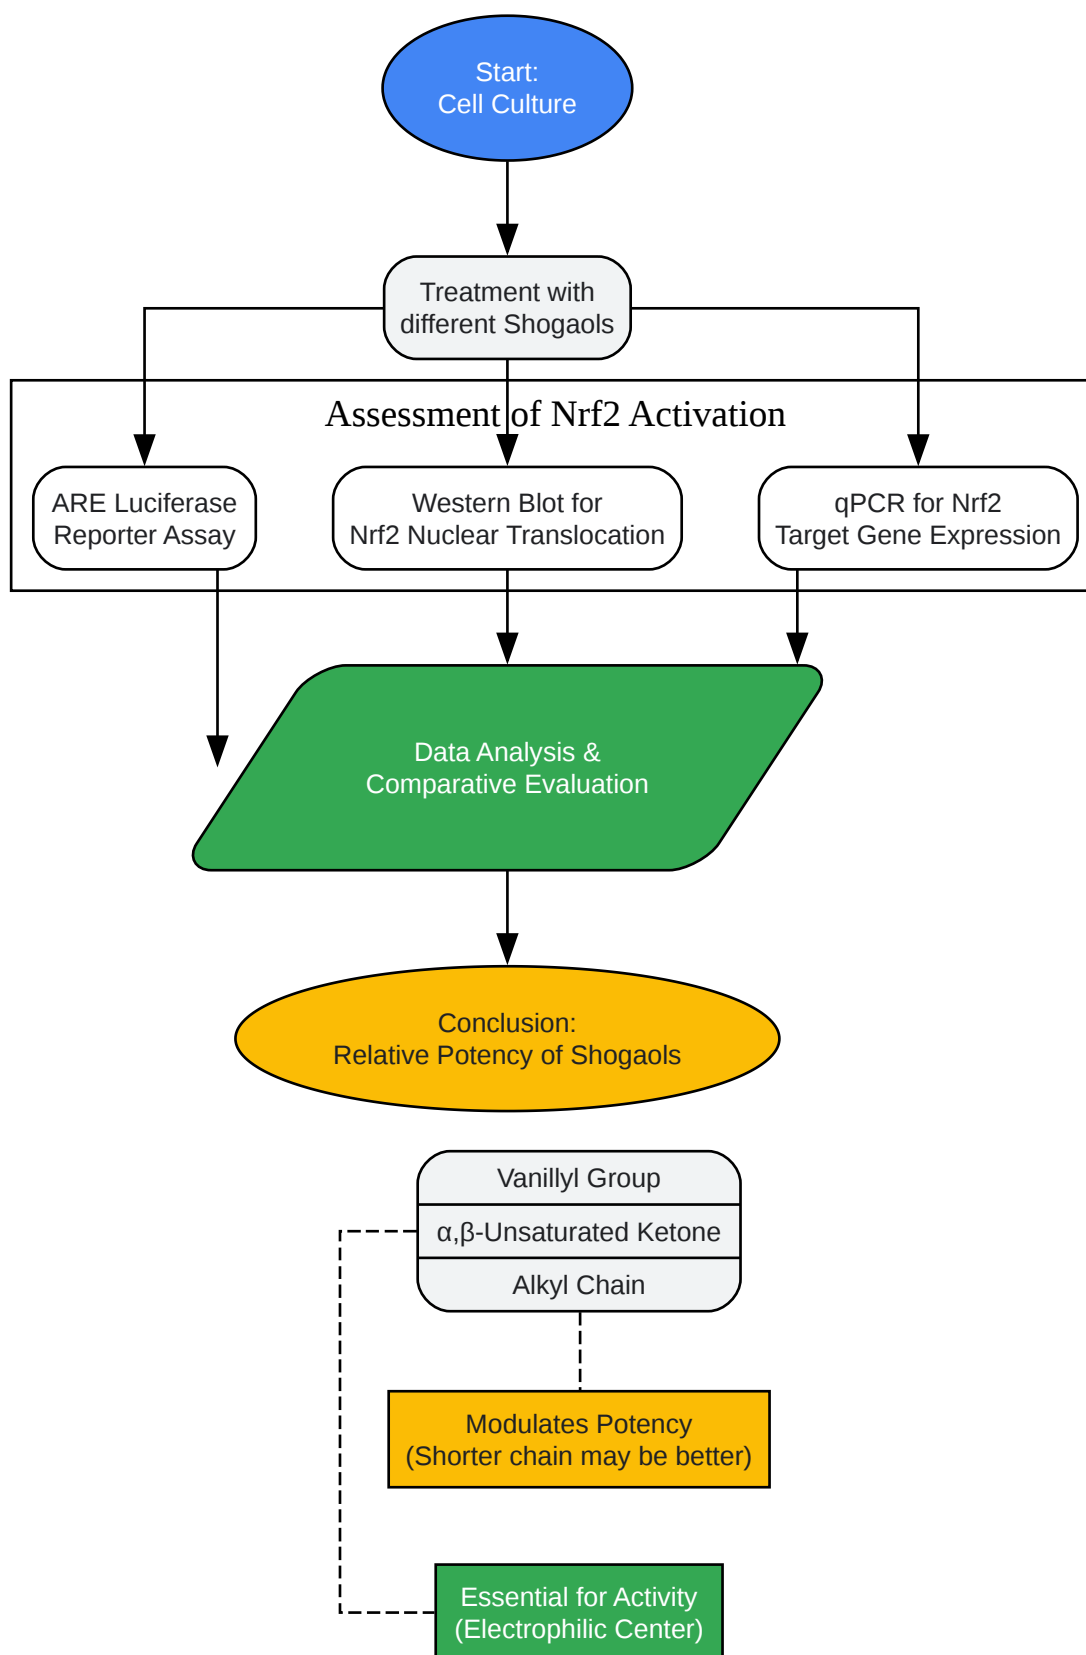 Start:
Cell Culture
Treatment with
different Shogaols
Assessment of Nrf2 Activation
ARE Luciferase
Reporter Assay
Western Blot for
Nrf2 Nuclear Translocation
qPCR for Nrf2
Target Gene Expression
Data Analysis &
Comparative Evaluation
Conclusion:
Relative Potency of Shogaols
Vanillyl Group
α,β-Unsaturated Ketone
Alkyl Chain
Modulates Potency
(Shorter chain may be better)
Essential for Activity
(Electrophilic Center)